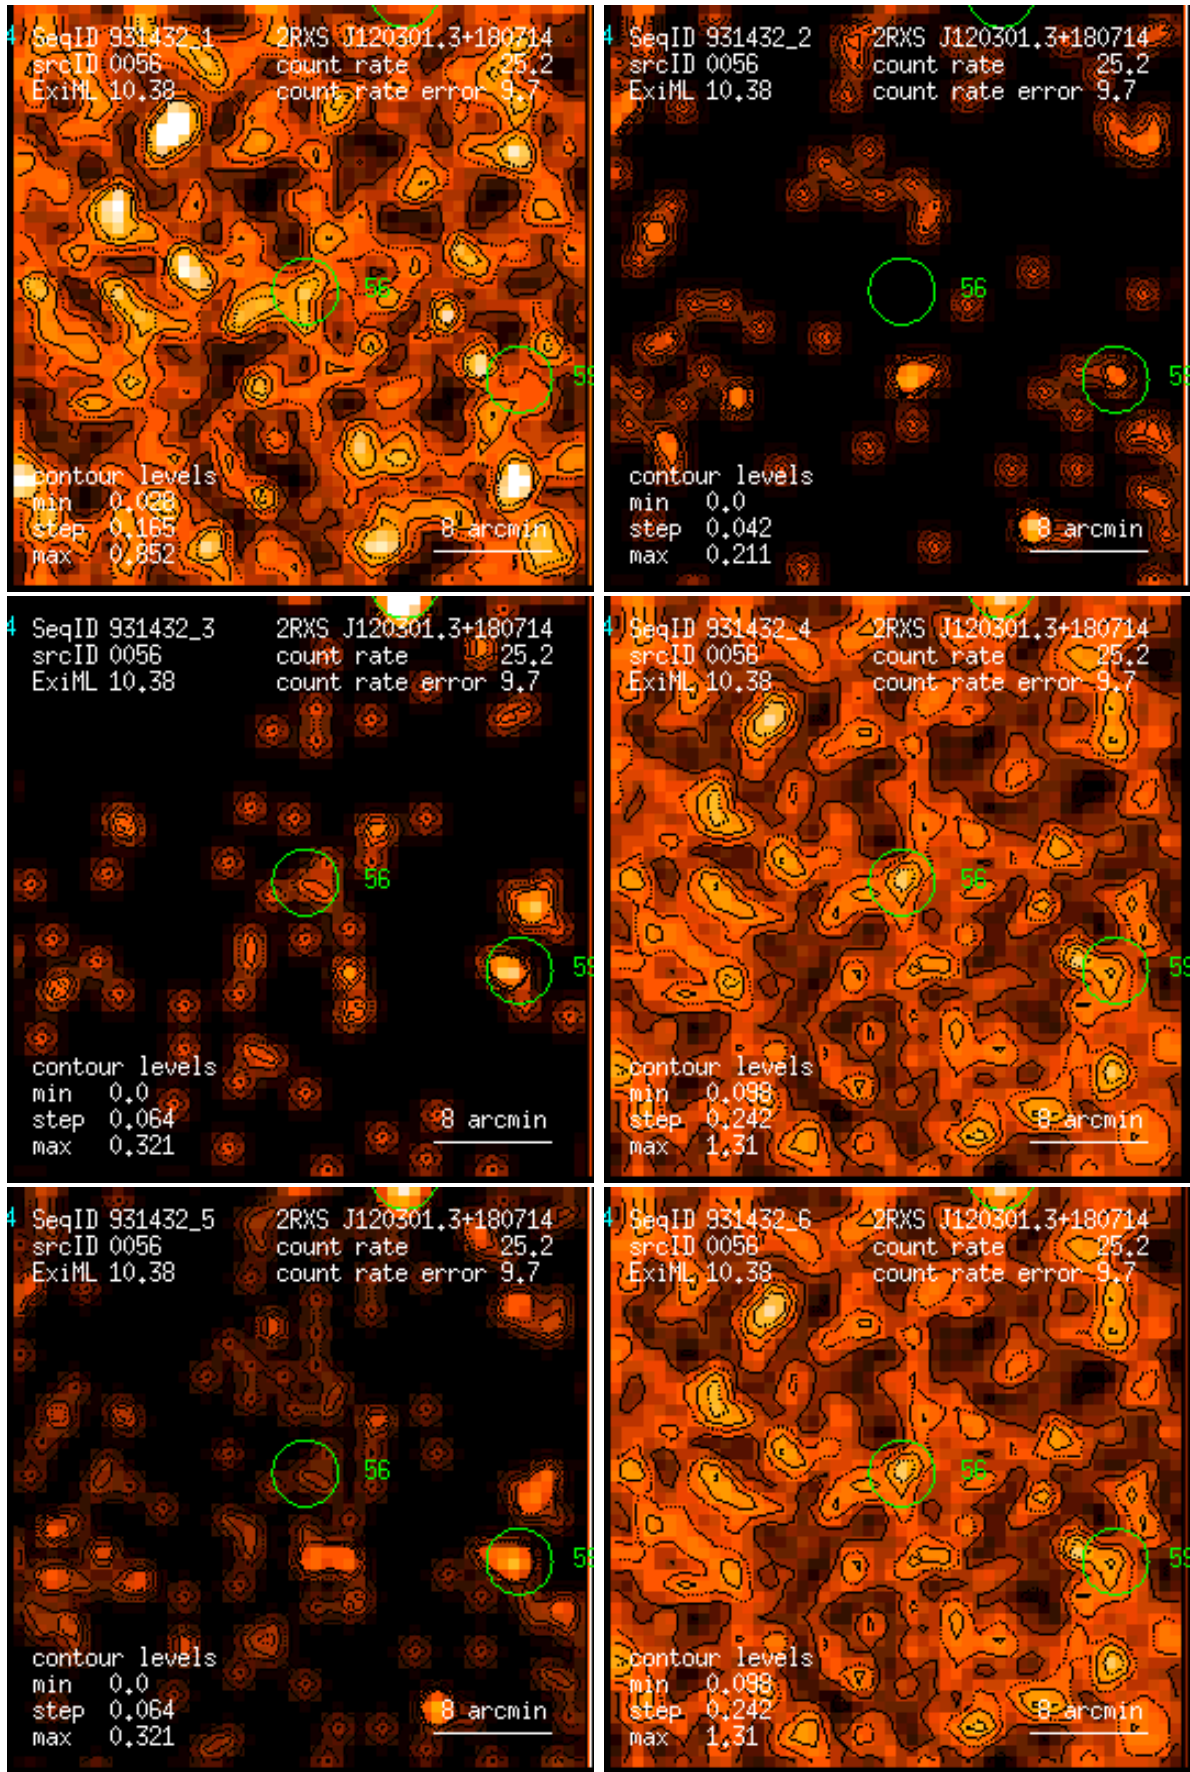 4 SeqID 931432_1 2RXS J120301.3+180714
srcID 0056 count rate 25.2
ExiML 10.38 count rate error 9.7
56
59
contour levels
min 0.028
step 0.165
max 0.852
8 arcmin
4 SeqID 931432_2 2RXS J120301.3+180714
srcID 0056 count rate 25.2
ExiML 10.38 count rate error 9.7
56
contour levels
min 0.0
step 0.042
max 0.211
8 arcmin
4 SeqID 931432_3 2RXS J120301.3+180714
srcID 0056 count rate 25.2
ExiML 10.38 count rate error 9.7
56
59
contour levels
min 0.0
step 0.064
max 0.321
8 arcmin
4 SeqID 931432_4 2RXS J120301.3+180714
srcID 0056 count rate 25.2
ExiML 10.38 count rate error 9.7
56
contour levels
min 0.098
step 0.242
max 1.31
8 arcmin
4 SeqID 931432_5 2RXS J120301.3+180714
srcID 0056 count rate 25.2
ExiML 10.38 count rate error 9.7
56
59
contour levels
min 0.0
step 0.064
max 0.321
8 arcmin
4 SeqID 931432_6 2RXS J120301.3+180714
srcID 0056 count rate 25.2
ExiML 10.38 count rate error 9.7
56
contour levels
min 0.098
step 0.242
max 1.31
8 arcmin